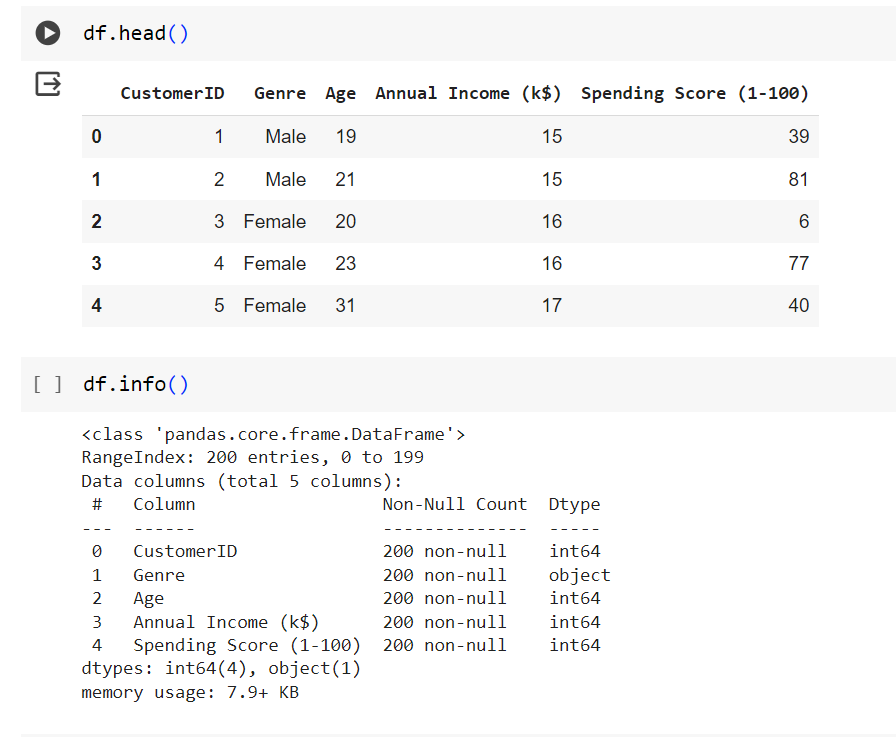 df.head()
CustomerID Genre Age Annual Income (k$) Spending Score (1-100)
0 1 Male 19 15 39
1 2 Male 21 15 81
2 3 Female 20 16 6
3 4 Female 23 16 77
4 5 Female 31 17 40
[ ] df.info()
<class 'pandas.core.frame.DataFrame'>
RangeIndex: 200 entries, 0 to 199
Data columns (total 5 columns):
# Column Non-Null Count Dtype
--- ------ -------------- -----
0 CustomerID 200 non-null int64
1 Genre 200 non-null object
2 Age 200 non-null int64
3 Annual Income (k$) 200 non-null int64
4 Spending Score (1-100) 200 non-null int64
dtypes: int64(4), object(1)
memory usage: 7.9+ KB